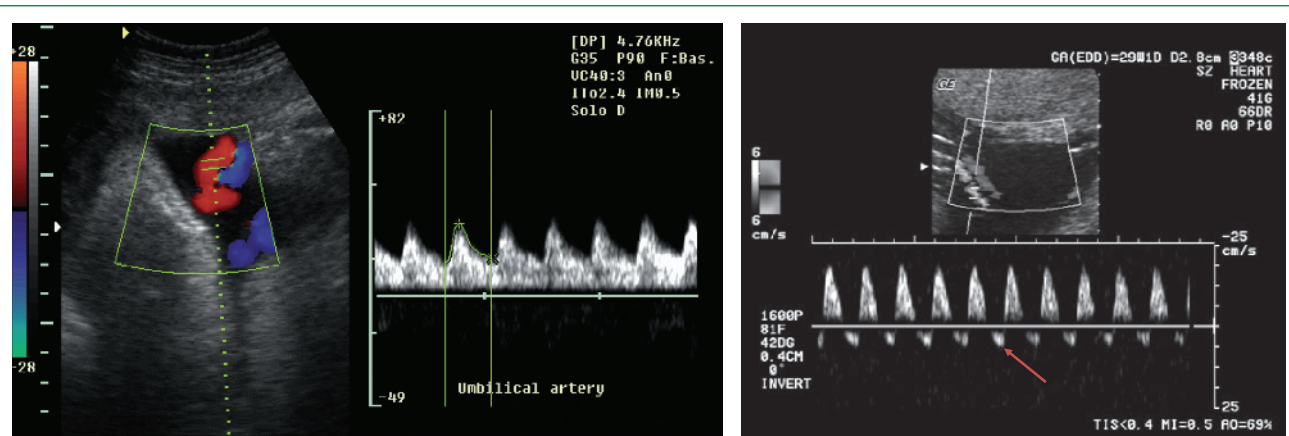 +28
-28
[DP] 4.76KHz
G35 P90 F:Bas.
VC40:3 An0
ITo2.4 IM0.5
Solo D
+82
Umbilical artery
-49
GA(EDD)=29W1D D2.8cm
SZ HEART
FROZEN
41G
66DR
R0 A0 P10
GE
6
6
cm/s
-25
cm/s
1600P
81F
42DG
0.4CM
0°
INVERT
25
TIS<0.4 MI=0.5 AO=69%